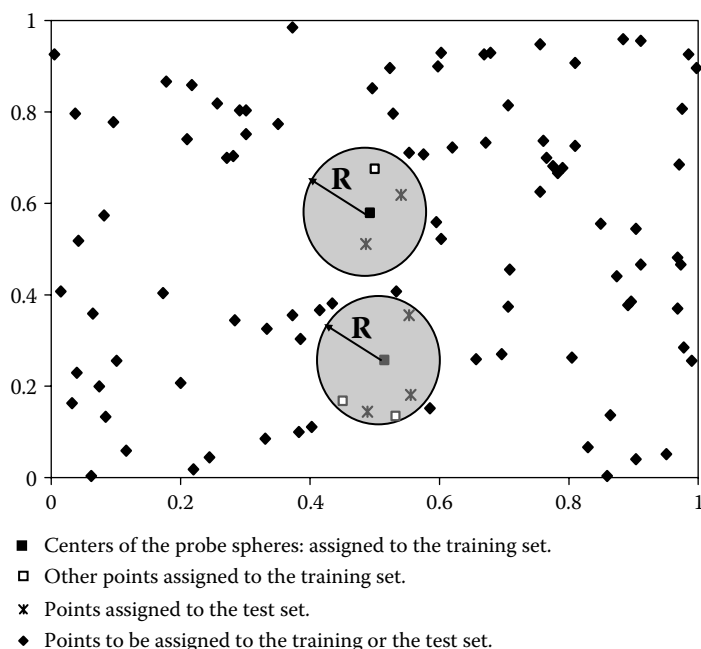 1
0.8
0.6
0.4
0.2
0
R
R
0 0.2 0.4 0.6 0.8 1
Centers of the probe spheres: assigned to the training set.
Other points assigned to the training set.
Points assigned to the test set.
Points to be assigned to the training or the test set.